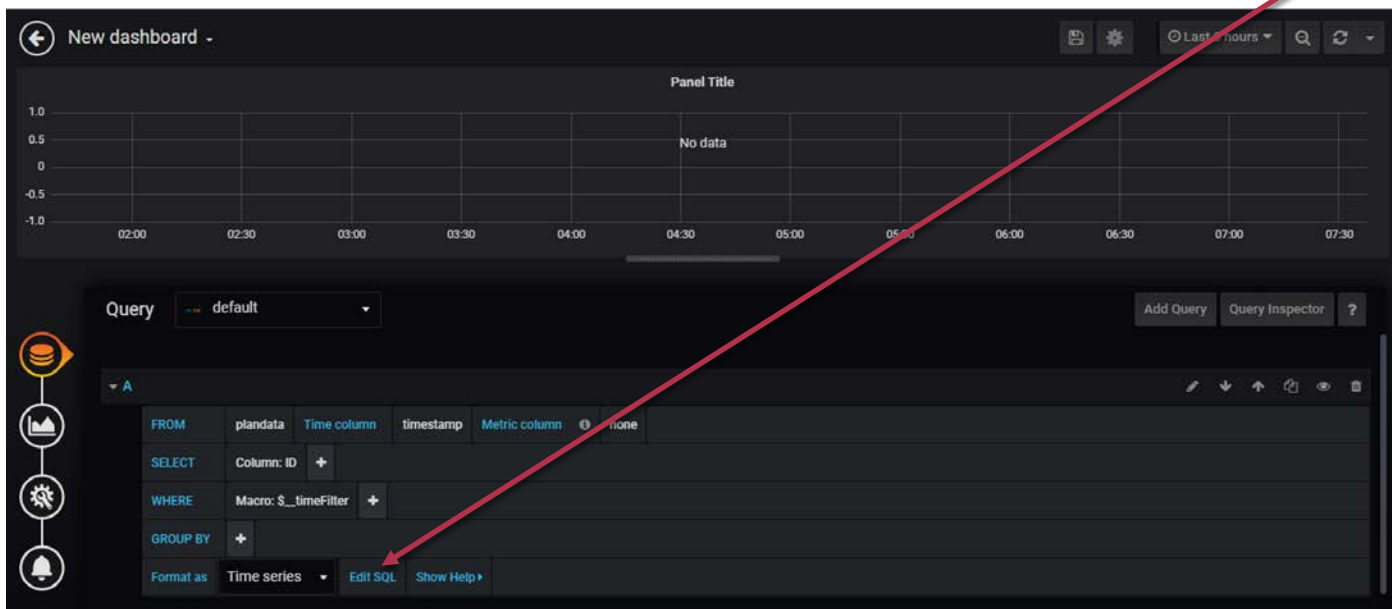 New dashboard
Last hours
Panel Title
1.0
0.5
0
-0.5
-1.0
No data
02:00 02:30 03:00 03:30 04:00 04:30 05:00 06:00 06:30 07:00 07:30
Query default Add Query Query Inspector ?
A
FROM plandata Time column timestamp Metric column none
SELECT Column: ID +
WHERE Macro: $__timeFilter +
GROUP BY +
Format as Time series Edit SQL Show Help